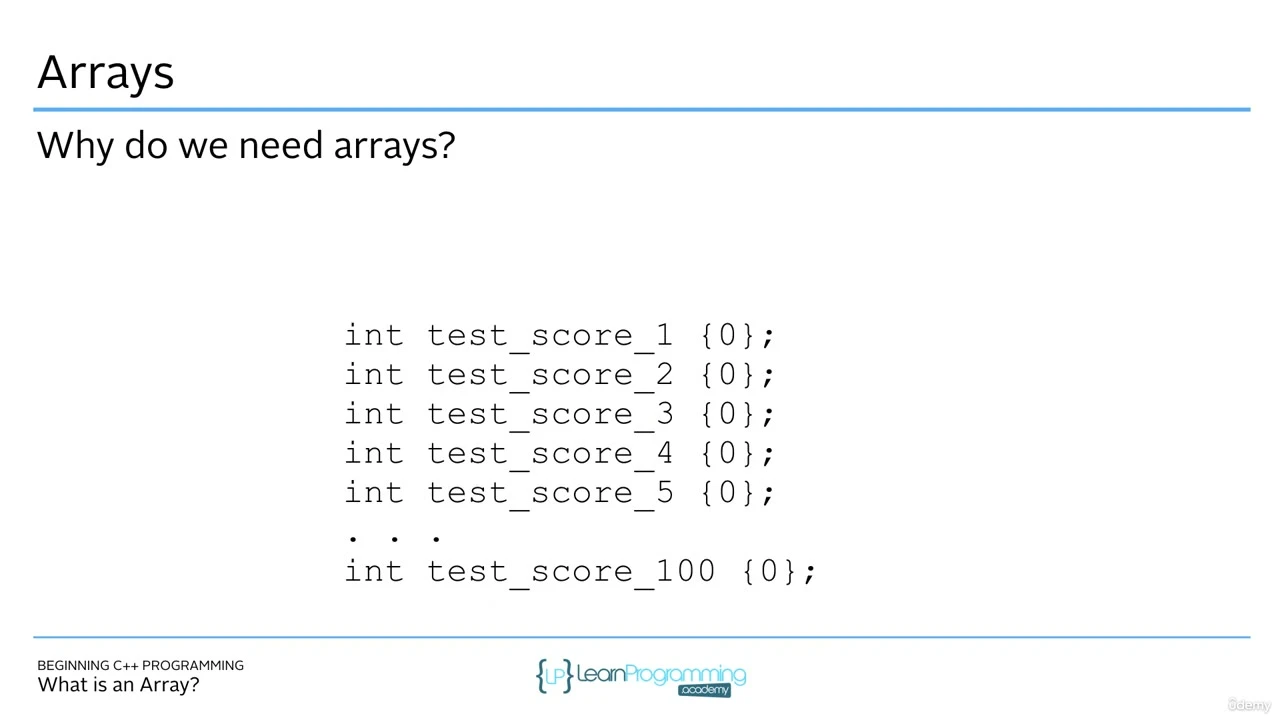 Arrays
Why do we need arrays?
int test_score_1 {0};
int test_score_2 {0};
int test_score_3 {0};
int test_score_4 {0};
int test_score_5 {0};
. . .
int test_score_100 {0};
BEGINNING C++ PROGRAMMING
What is an Array?
{LP} LearnProgramming
.academy
ûdemy